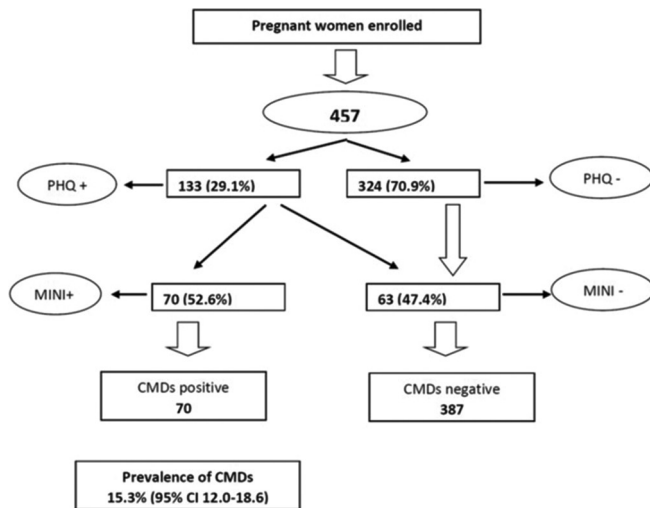 Pregnant women enrolled
457
PHQ +
133 (29.1%)
324 (70.9%)
PHQ -
MINI+
70 (52.6%)
63 (47.4%)
MINI -
CMDs positive
70
CMDs negative
387
Prevalence of CMDs
15.3% (95% CI 12.0-18.6)